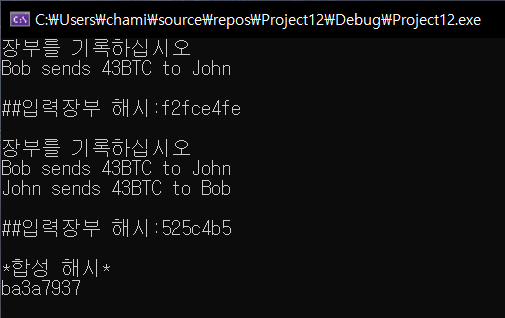 C:₩Users₩chami₩source₩repos₩Project12₩Debug₩Project12.exe
장부를 기록하십시오
Bob sends 43BTC to John
##입력장부 해시:f2fce4fe
장부를 기록하십시오
Bob sends 43BTC to John
John sends 43BTC to Bob
##입력장부 해시:525c4b5
*합성 해시*
ba3a7937